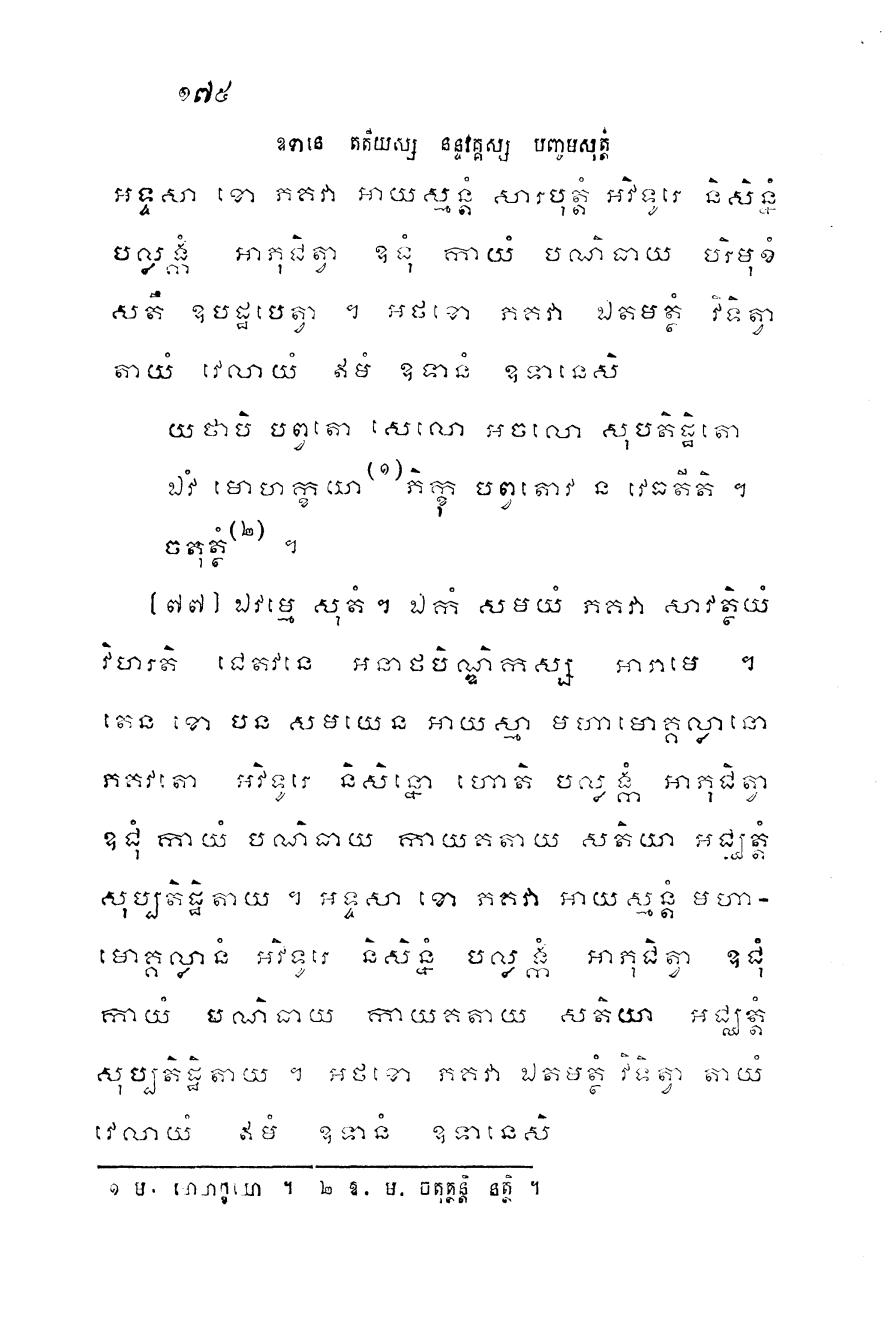 ១៧៥
ឧទានេ តតិយស្ស នន្ទវគ្គស្ស បញ្ចមសុត្តំ
អទ្ទសា ខោ ភគវា អាយស្មន្តំ សារបុត្តំ អវិទូរេ និសិន្នំ
បល្លង្កំ អាភុជិត្វា ឧជុំ កាយំ បណិធាយ បរិមុខំ
សតឹ ឧបដ្ឋបេត្វា ។ អថខោ ភគវា ឯតមត្ថំ វិទិត្វា
តាយំ វេលាយំ ឥមំ ឧទានំ ឧទានេសិ
យថាបិ បព្វតោ សេលោ អចលោ សុបតិដ្ឋិតោ
ឯវំ មោហក្ខយា(១)ភិក្ខុ បព្វតោវ ន វេធតីតិ ។
ចតុត្ថំ(២) ។
[៧៧] ឯវម្មេ សុតំ ។ ឯកំ សមយំ ភគវា សាវត្ថិយំ
វិហរតិ ជេតវនេ អនាថបិណ្ឌិកស្ស អារាមេ ។
តេន ខោ បន សមយេន អាយស្មា មហាមោគ្គល្លានោ
ភគវតោ អវិទូរេ និសិន្នោ ហោតិ បល្លង្កំ អាភុជិត្វា
ឧជុំ កាយំ បណិធាយ កាយគតាយ សតិយា អជ្ឈត្តំ
សុប្បតិដ្ឋិតាយ ។ អទ្ទសា ខោ ភគវា អាយស្មន្តំ មហា-
មោគ្គល្លានំ អវិទូរេ និសិន្នំ បល្លង្កំ អាភុជិត្វា ឧជុំ
កាយំ បណិធាយ កាយគតាយ សតិយា អជ្ឈត្តំ
សុប្បតិដ្ឋិតាយ ។ អថខោ ភគវា ឯតមត្ថំ វិទិត្វា តាយំ
វេលាយំ ឥមំ ឧទានំ ឧទានេសិ
១ ម. ។ ២ ឱ. ម. ចតុត្ថន្តិ នត្ថិ ។